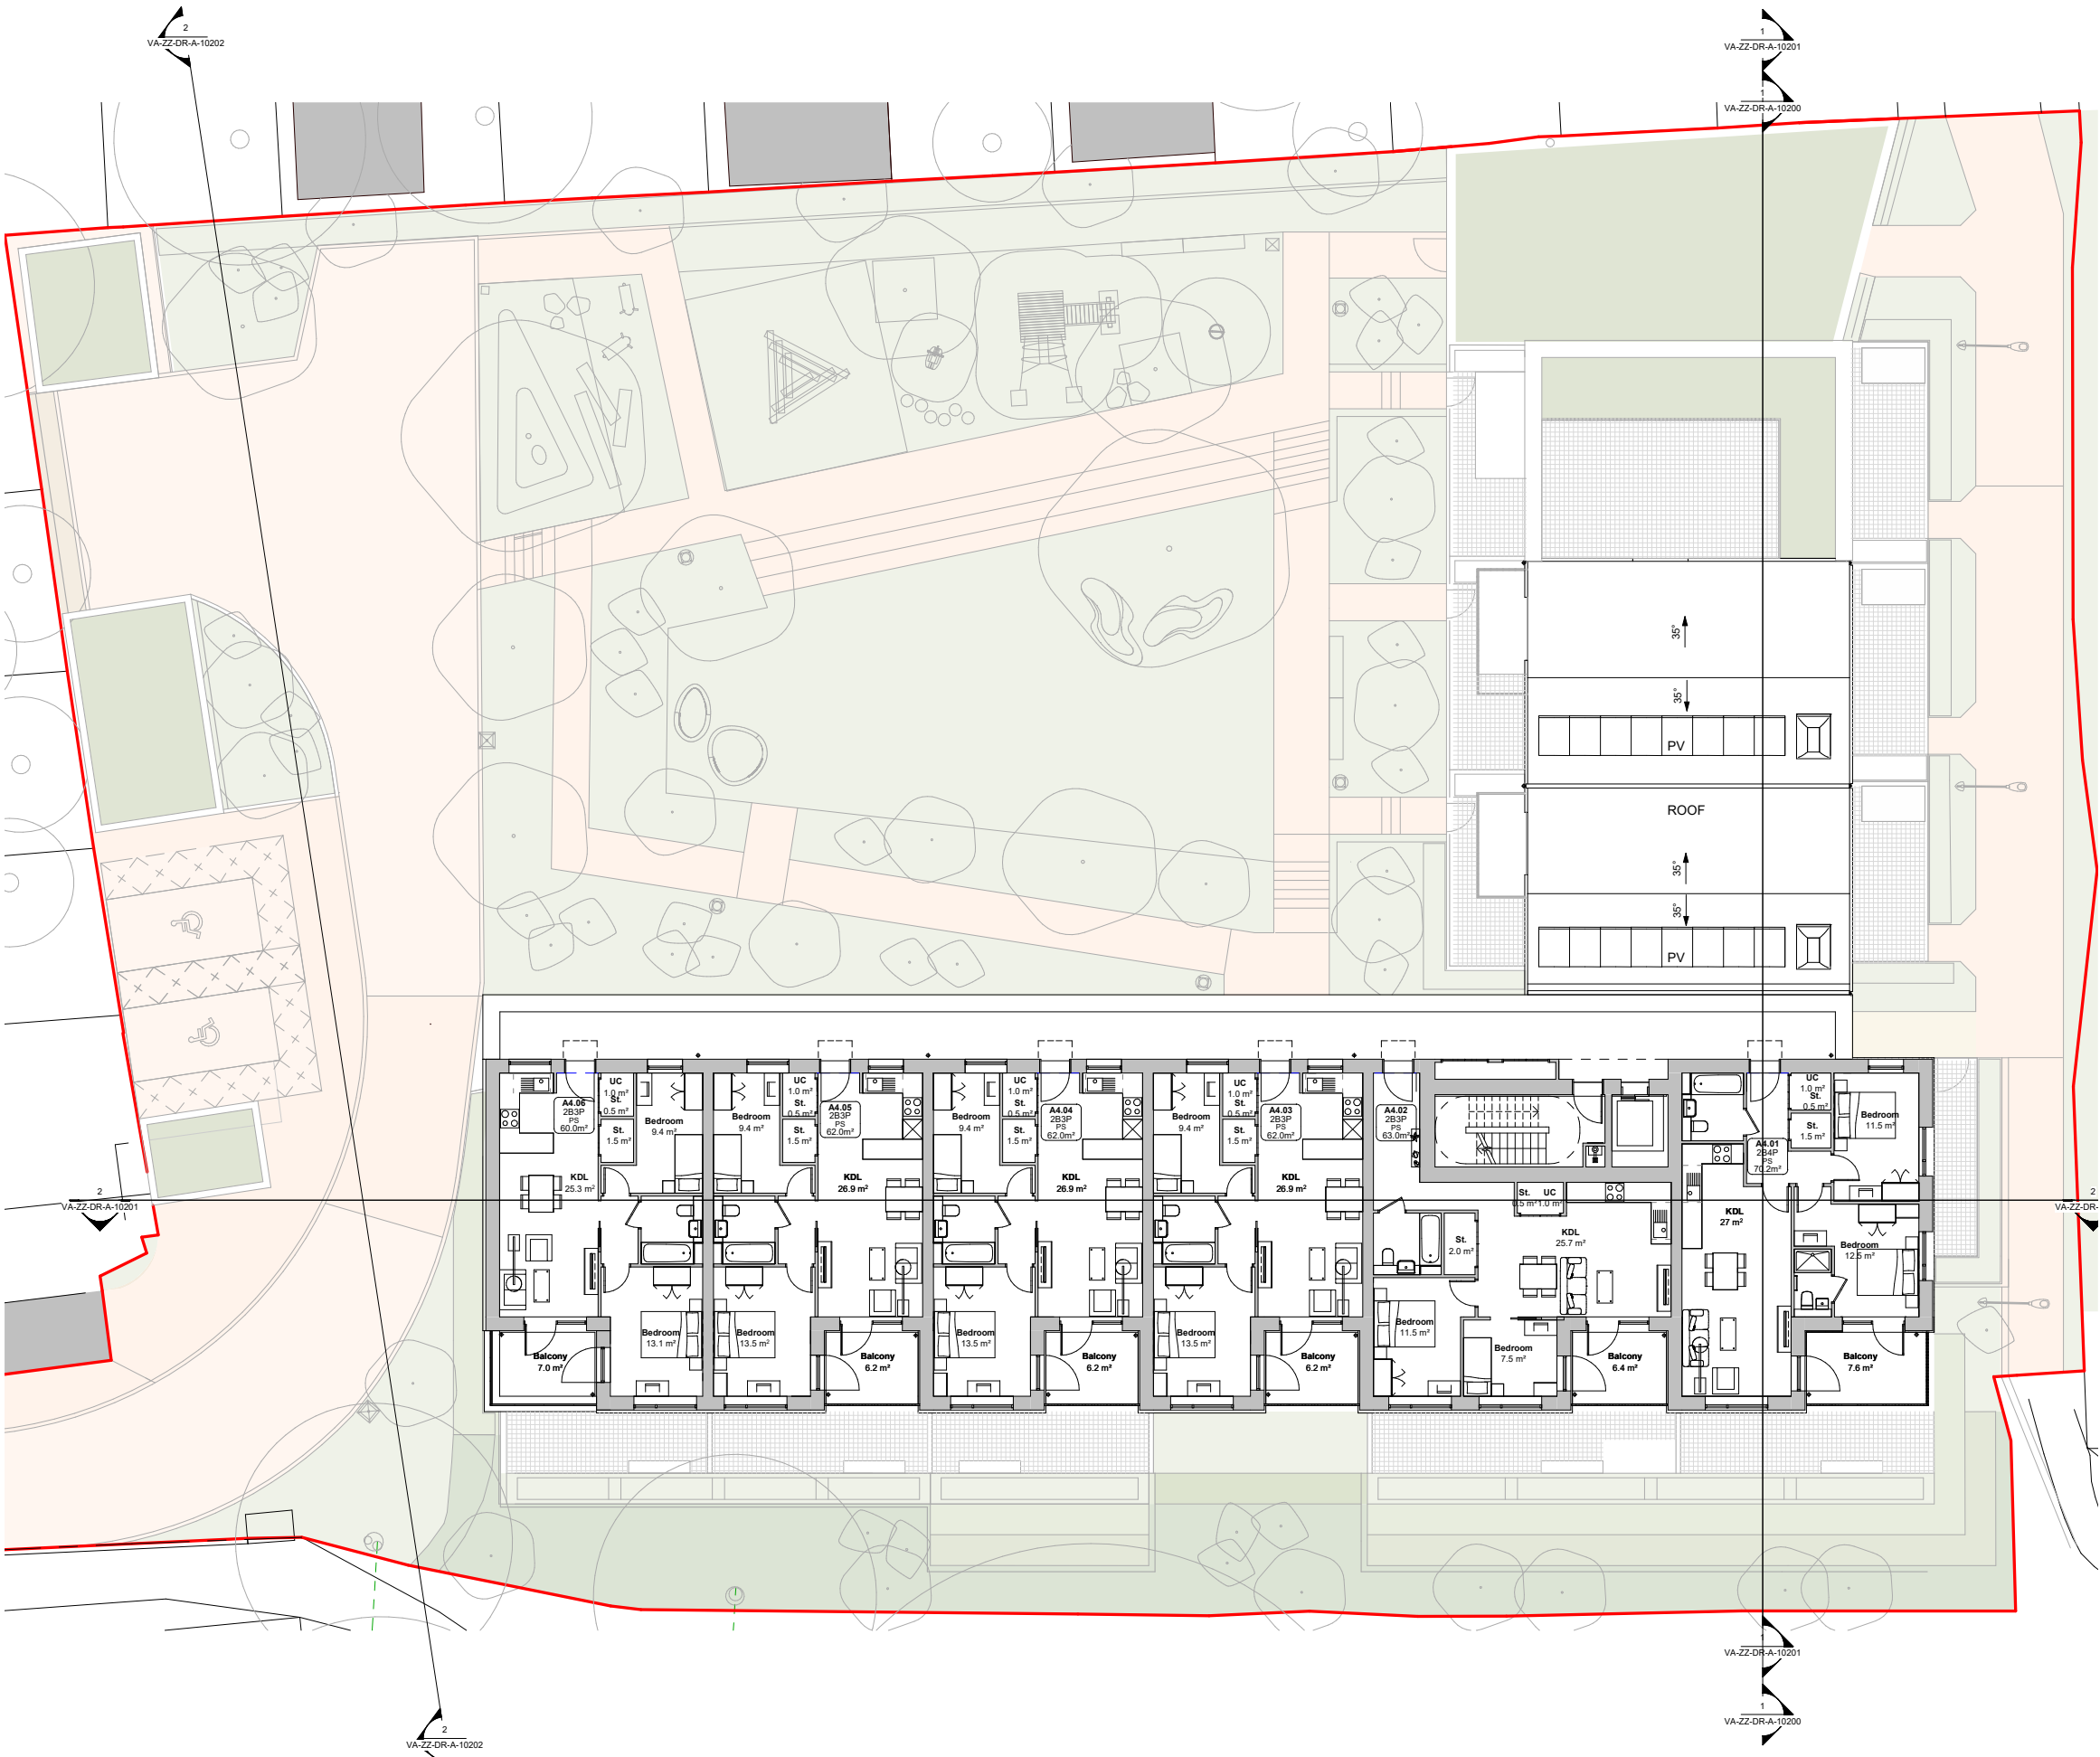 2
VA-ZZ-DR-A-10202
1
VA-ZZ-DR-A-10201
1
VA-ZZ-DR-A-10200
35°
35°
PV
ROOF
35°
35°
PV
A4.06
2B3P
PS
60.0m²
UC
1.0 m²
St.
0.5 m²
St.
1.5 m²
Bedroom
9.4 m²
KDL
25.3 m²
Bedroom
13.1 m²
Balcony
7.0 m²
Bedroom
9.4 m²
UC
1.0 m²
St.
0.5 m²
St.
1.5 m²
A4.05
2B3P
PS
62.0m²
KDL
26.9 m²
Bedroom
13.5 m²
Balcony
6.2 m²
Bedroom
9.4 m²
UC
1.0 m²
St.
0.5 m²
St.
1.5 m²
A4.04
2B3P
PS
62.0m²
KDL
26.9 m²
Bedroom
13.5 m²
Balcony
6.2 m²
Bedroom
9.4 m²
UC
1.0 m²
St.
0.5 m²
St.
1.5 m²
A4.03
2B3P
PS
62.0m²
KDL
26.9 m²
Bedroom
13.5 m²
Balcony
6.2 m²
A4.02
2B3P
PS
63.0m²
St.
0.5 m²
UC
1.0 m²
St.
2.0 m²
KDL
25.7 m²
Bedroom
11.5 m²
Bedroom
7.5 m²
Balcony
6.4 m²
A4.01
2B4P
PS
70.2m²
UC
1.0 m²
St.
0.5 m²
St.
1.5 m²
Bedroom
11.5 m²
KDL
27 m²
Bedroom
12.5 m²
Balcony
7.6 m²
2
VA-ZZ-DR-A-10201
2
VA-ZZ-DR-
1
VA-ZZ-DR-A-10201
1
VA-ZZ-DR-A-10200
2
VA-ZZ-DR-A-10202